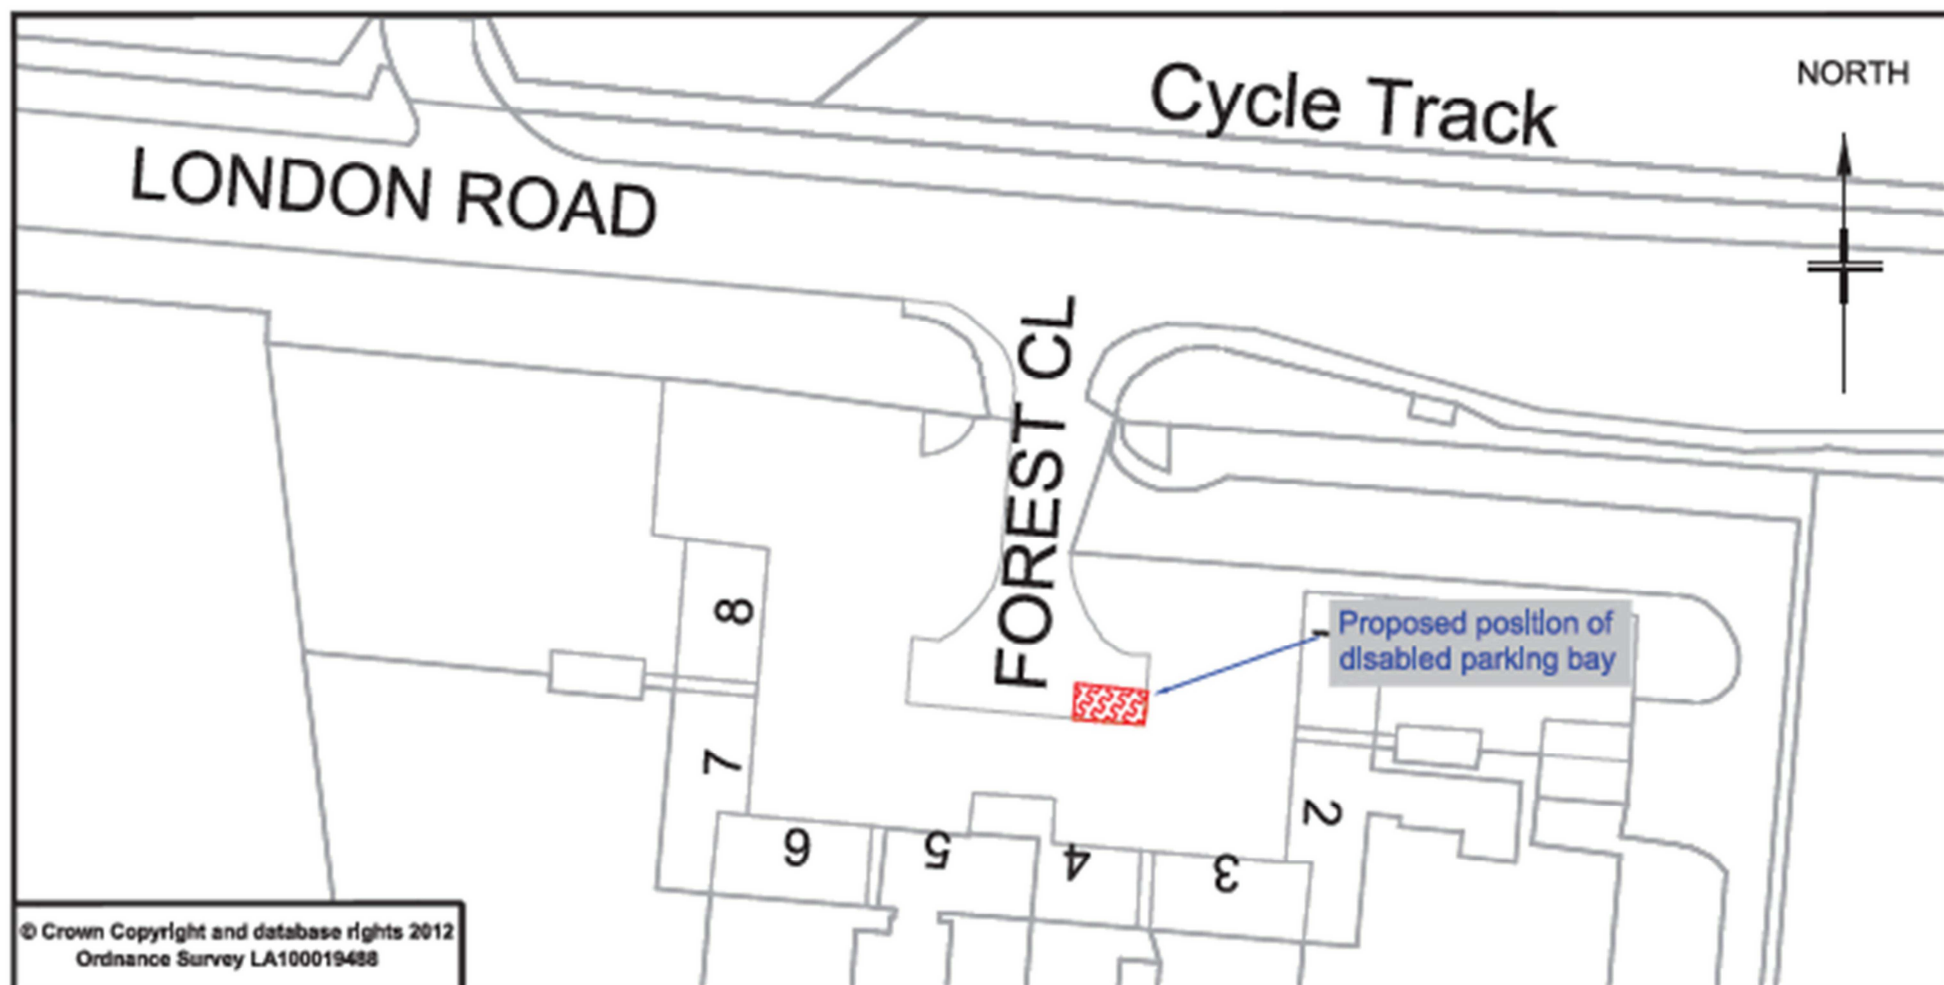 Cycle Track
NORTH
LONDON ROAD
FOREST CL
Proposed position of
disabled parking bay
8
7
6
5
4
3
2
© Crown Copyright and database rights 2012
Ordnance Survey LA100019488